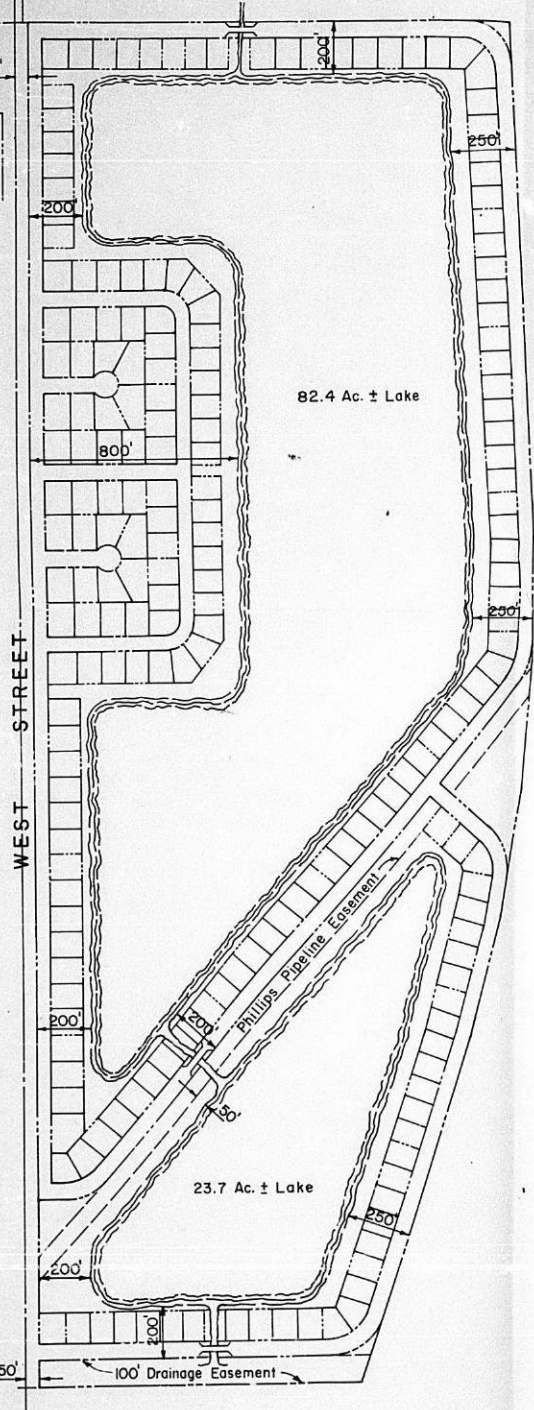 200'
250'
200'
82.4 Ac. ± Lake
800'
250'
WEST STREET
Phillips Pipeline Easement
200'
200'
50'
23.7 Ac. ± Lake
250'
200'
200'
100' Drainage Easement